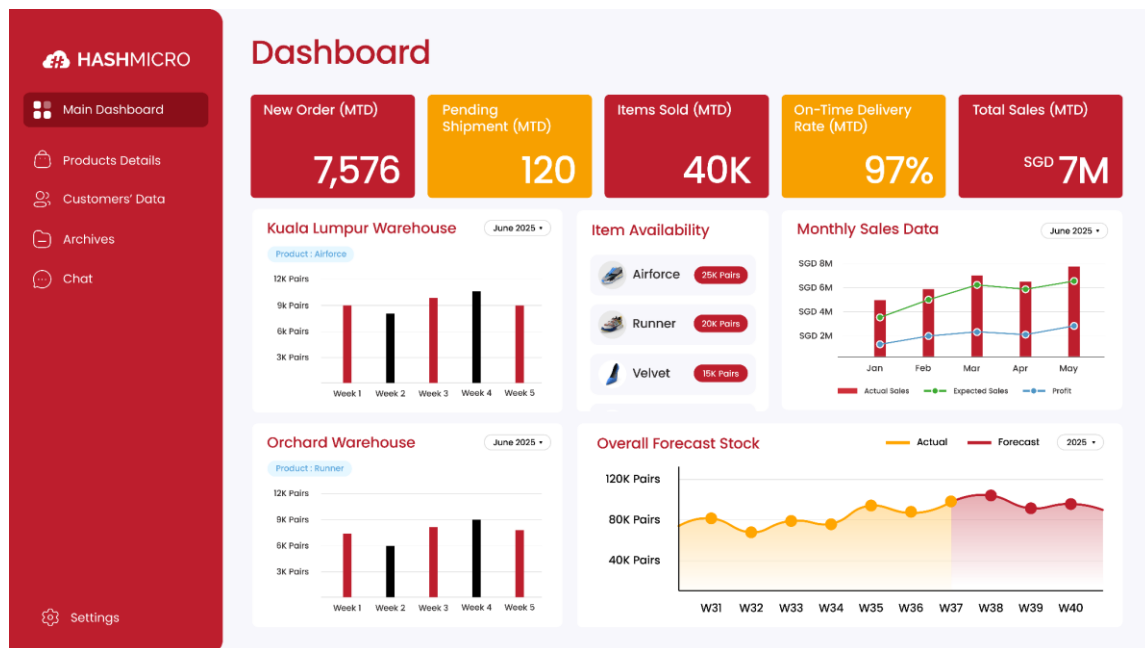 HASHMICRO
Main Dashboard
Products Details
Customers' Data
Archives
Chat
Settings
Dashboard
New Order (MTD)
7,576
Pending
Shipment (MTD)
120
Items Sold (MTD)
40K
On-Time Delivery
Rate (MTD)
97%
Total Sales (MTD)
SGD 7M
Kuala Lumpur Warehouse
June 2025
Product : Airforce
12K Pairs
9k Pairs
6k Pairs
3K Pairs
Week 1 Week 2 Week 3 Week 4 Week 5
Item Availability
Airforce 25K Pairs
Runner 20K Pairs
Velvet 15K Pairs
Monthly Sales Data
June 2025
SGD 8M
SGD 6M
SGD 4M
SGD 2M
Jan Feb Mar Apr May
Actual Sales Expected Sales Profit
Orchard Warehouse
June 2025
Product : Runner
12K Pairs
9K Pairs
6K Pairs
3K Pairs
Week 1 Week 2 Week 3 Week 4 Week 5
Overall Forecast Stock
Actual Forecast 2025
120K Pairs
80K Pairs
40K Pairs
W31 W32 W33 W34 W35 W36 W37 W38 W39 W40